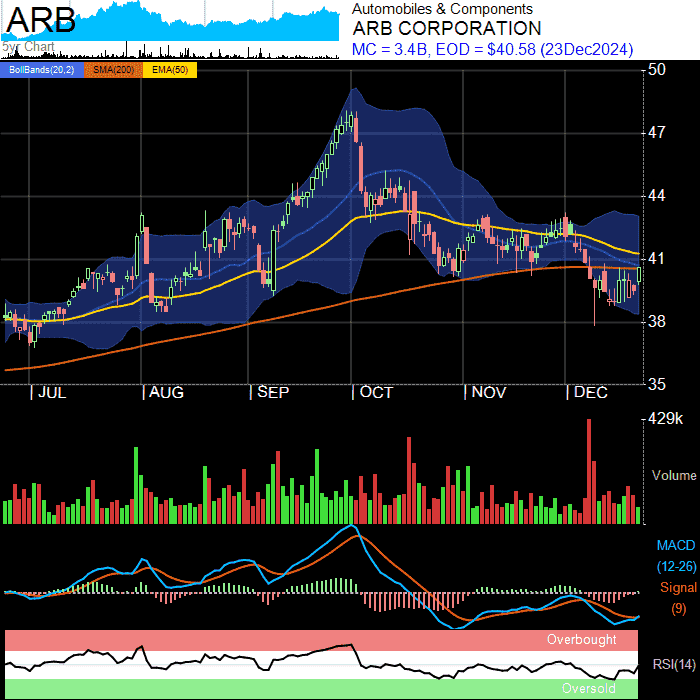 ARB
5yr Chart
Automobiles & Components
ARB CORPORATION
MC = 3.4B, EOD = $40.58 (23Dec2024)
BollBands(20,2) SMA(200) EMA(50)
50
47
44
41
38
35
JUL AUG SEP OCT NOV DEC
429k
Volume
MACD
(12-26)
Signal
(9)
Overbought
RSI(14)
Oversold